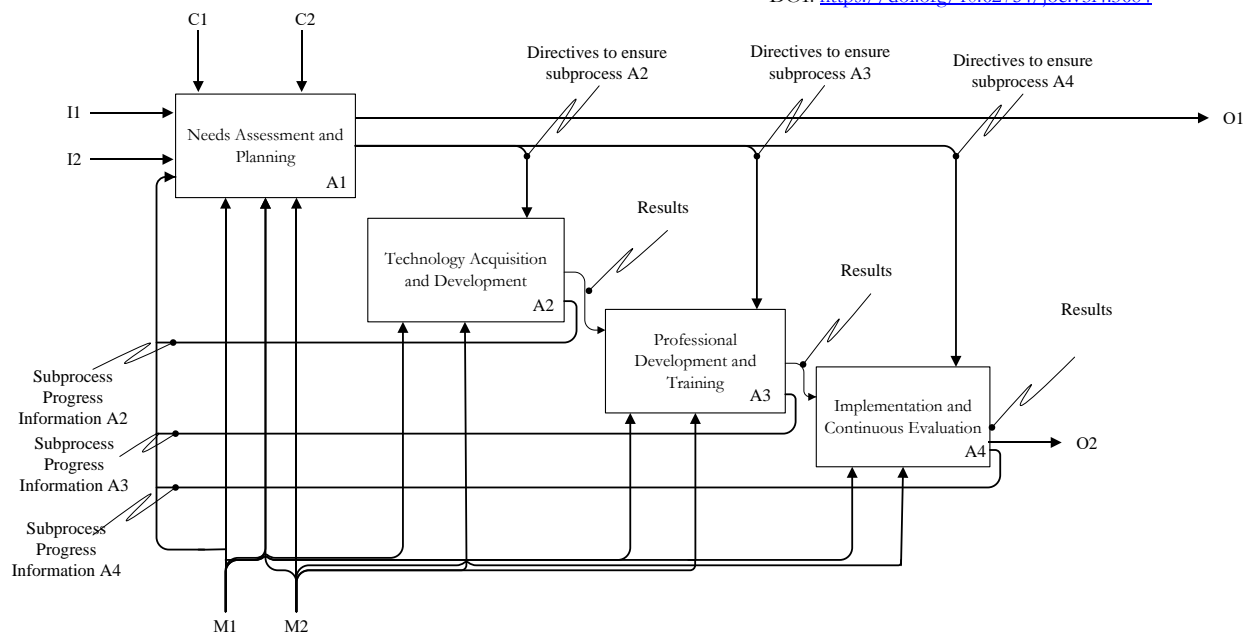 C1
C2
Directives to ensure
subprocess A2
Directives to ensure
subprocess A3
Directives to ensure
subprocess A4
I1
I2
Needs Assessment and
Planning
A1
O1
Technology Acquisition
and Development
A2
Results
Professional
Development and
Training
A3
Results
Implementation and
Continuous Evaluation
A4
Results
O2
Subprocess
Progress
Information A2
Subprocess
Progress
Information A3
Subprocess
Progress
Information A4
M1
M2